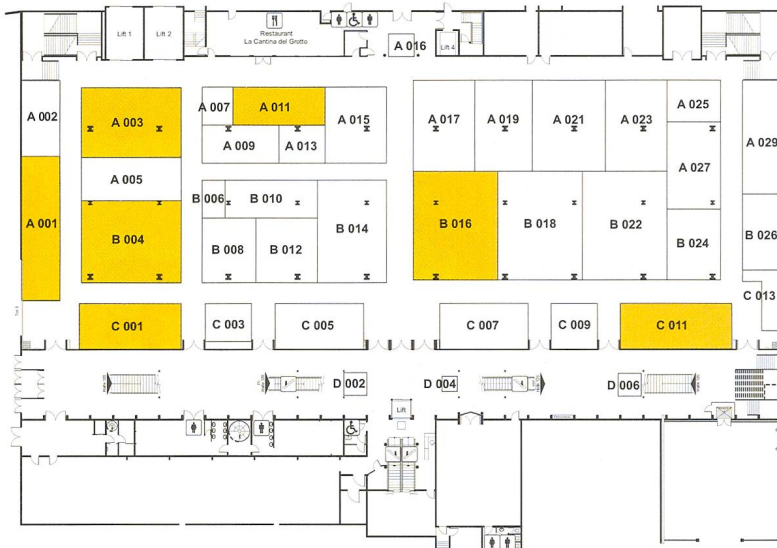 Restaurant
La Cantina del Grotto
Lift 1
Lift 2
A 016
Lift 4
A 002
A 003
A 007
A 011
A 015
A 017
A 019
A 021
A 023
A 025
A 009
A 013
A 029
A 005
A 027
B 006
B 010
A 001
B 004
B 014
B 016
B 018
B 022
B 024
B 026
B 008
B 012
C 013
C 001
C 003
C 005
C 007
C 009
C 011
D 002
D 004
D 006
Lift